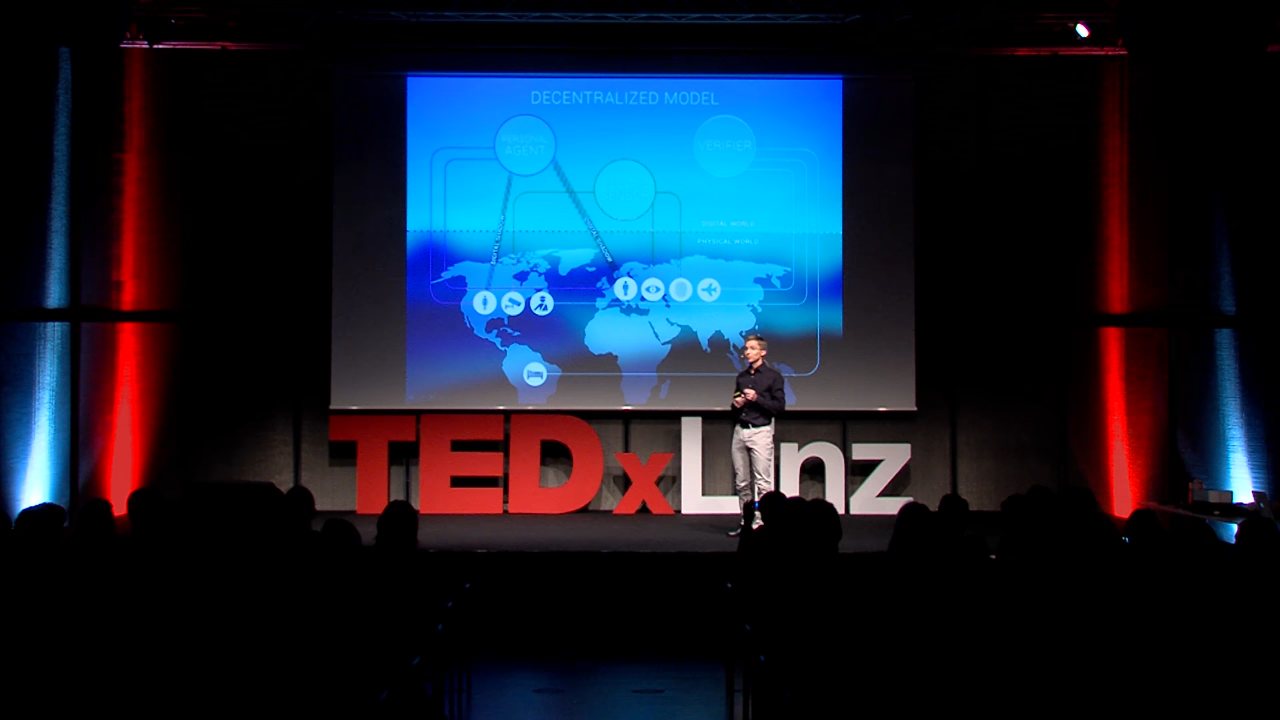 DECENTRALIZED MODEL
PERSONAL
AGENT
VERIFIER
DIGITAL WORLD
PHYSICAL WORLD
TEDxLinz